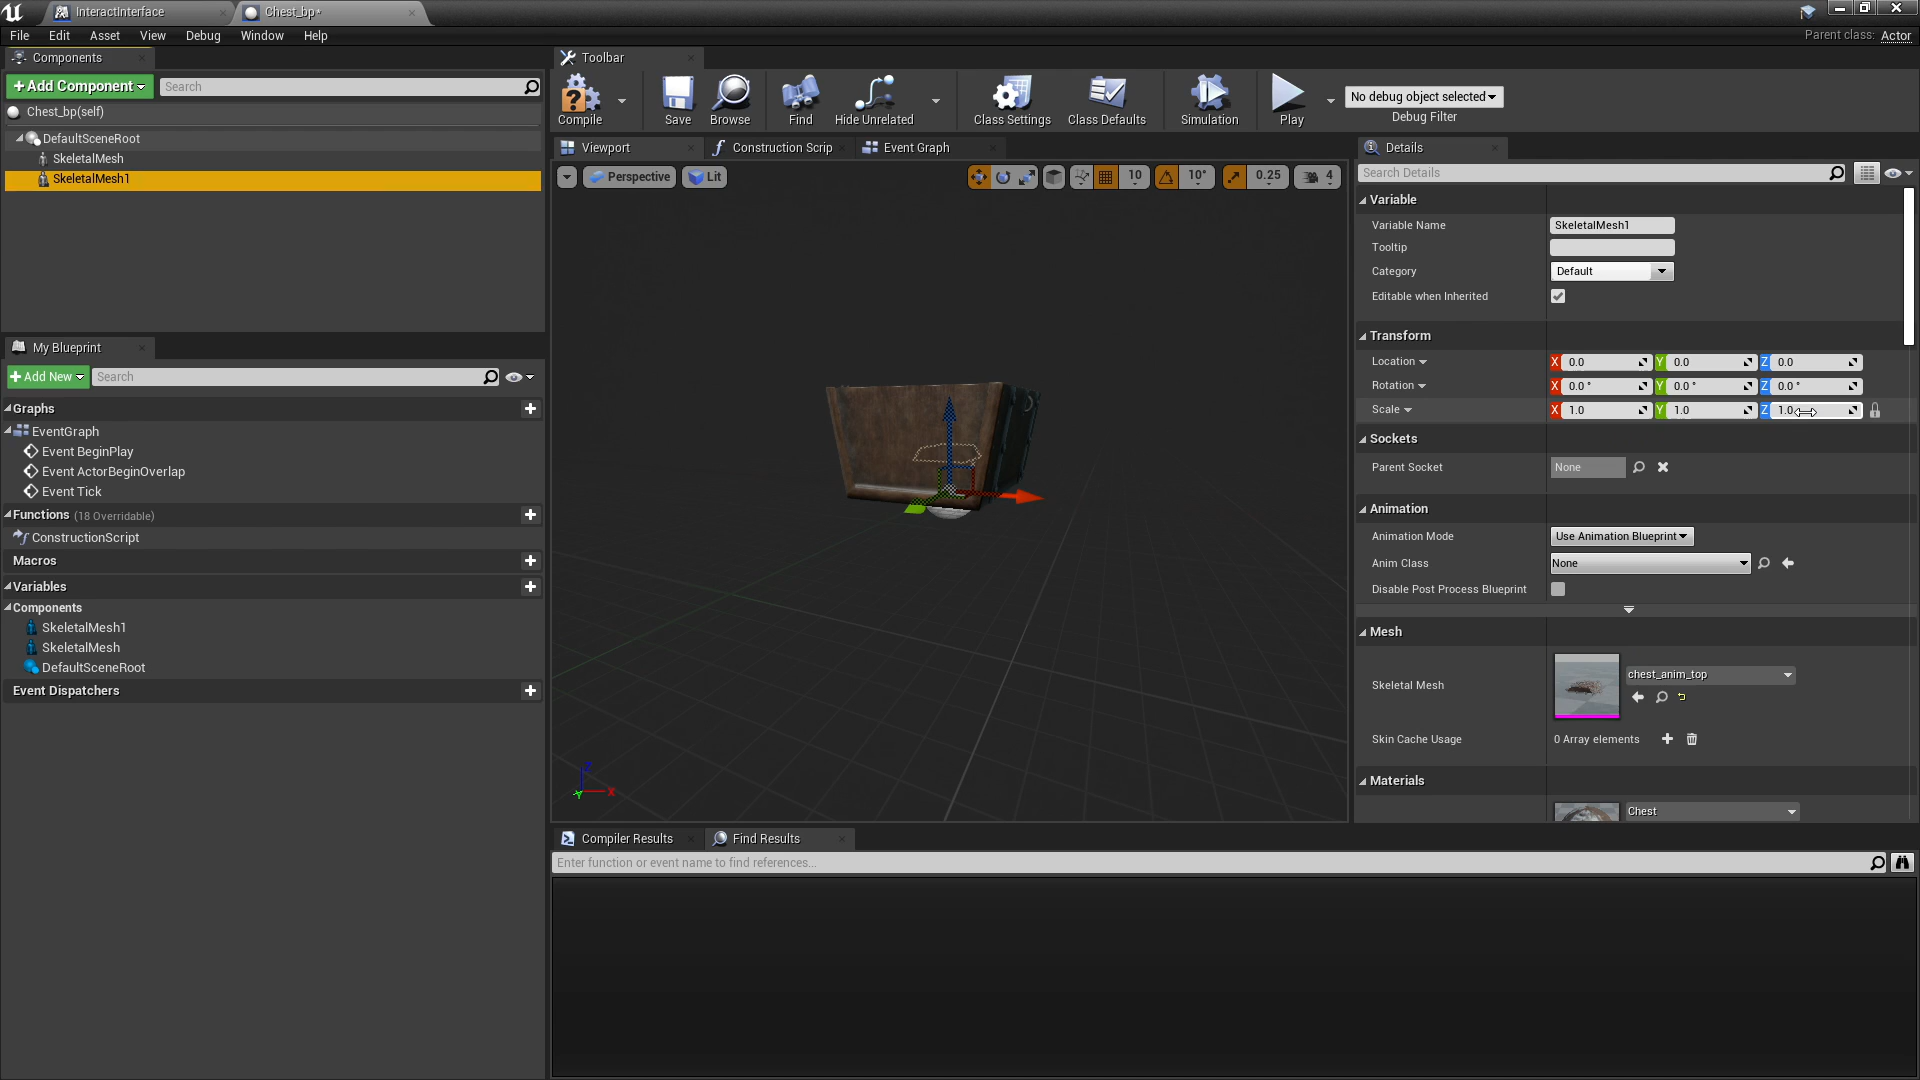 InteractInterface
Chest_bp*
File Edit Asset View Debug Window Help
Parent class: Actor
Components
Toolbar
Add Component
Search
Chest_bp(self)
DefaultSceneRoot
SkeletalMesh
SkeletalMesh1
Compile
Save
Browse
Find
Hide Unrelated
Class Settings
Class Defaults
Simulation
Play
No debug object selected
Debug Filter
Viewport
Construction Scrip
Event Graph
Details
Perspective
Lit
10
10°
0.25
4
Z
X
Y
Search Details
Variable
Variable Name SkeletalMesh1
Tooltip
Category Default
Editable when Inherited
Transform
Location X 0.0 Y 0.0 Z 0.0
Rotation X 0.0 ° Y 0.0 ° Z 0.0 °
Scale X 1.0 Y 1.0 Z 1.0
Sockets
Parent Socket None
Animation
Animation Mode Use Animation Blueprint
Anim Class None
Disable Post Process Blueprint
Mesh
Skeletal Mesh chest_anim_top
Skin Cache Usage 0 Array elements
Materials
Chest
My Blueprint
Add New
Search
Graphs
EventGraph
Event BeginPlay
Event ActorBeginOverlap
Event Tick
Functions (18 Overridable)
ConstructionScript
Macros
Variables
Components
SkeletalMesh1
SkeletalMesh
DefaultSceneRoot
Event Dispatchers
Compiler Results
Find Results
Enter function or event name to find references...